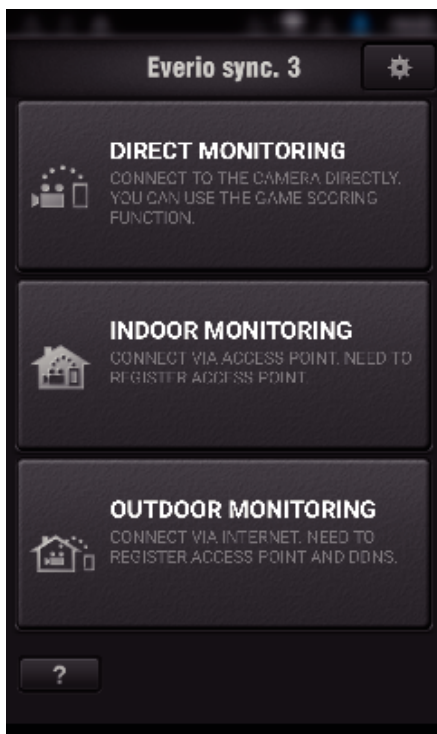 Everio sync. 3
DIRECT MONITORING
CONNECT TO THE CAMERA DIRECTLY.
YOU CAN USE THE GAME SCORING
FUNCTION.
INDOOR MONITORING
CONNECT VIA ACCESS POINT. NEED TO
REGISTER ACCESS POINT.
OUTDOOR MONITORING
CONNECT VIA INTERNET. NEED TO
REGISTER ACCESS POINT AND DDNS.
?